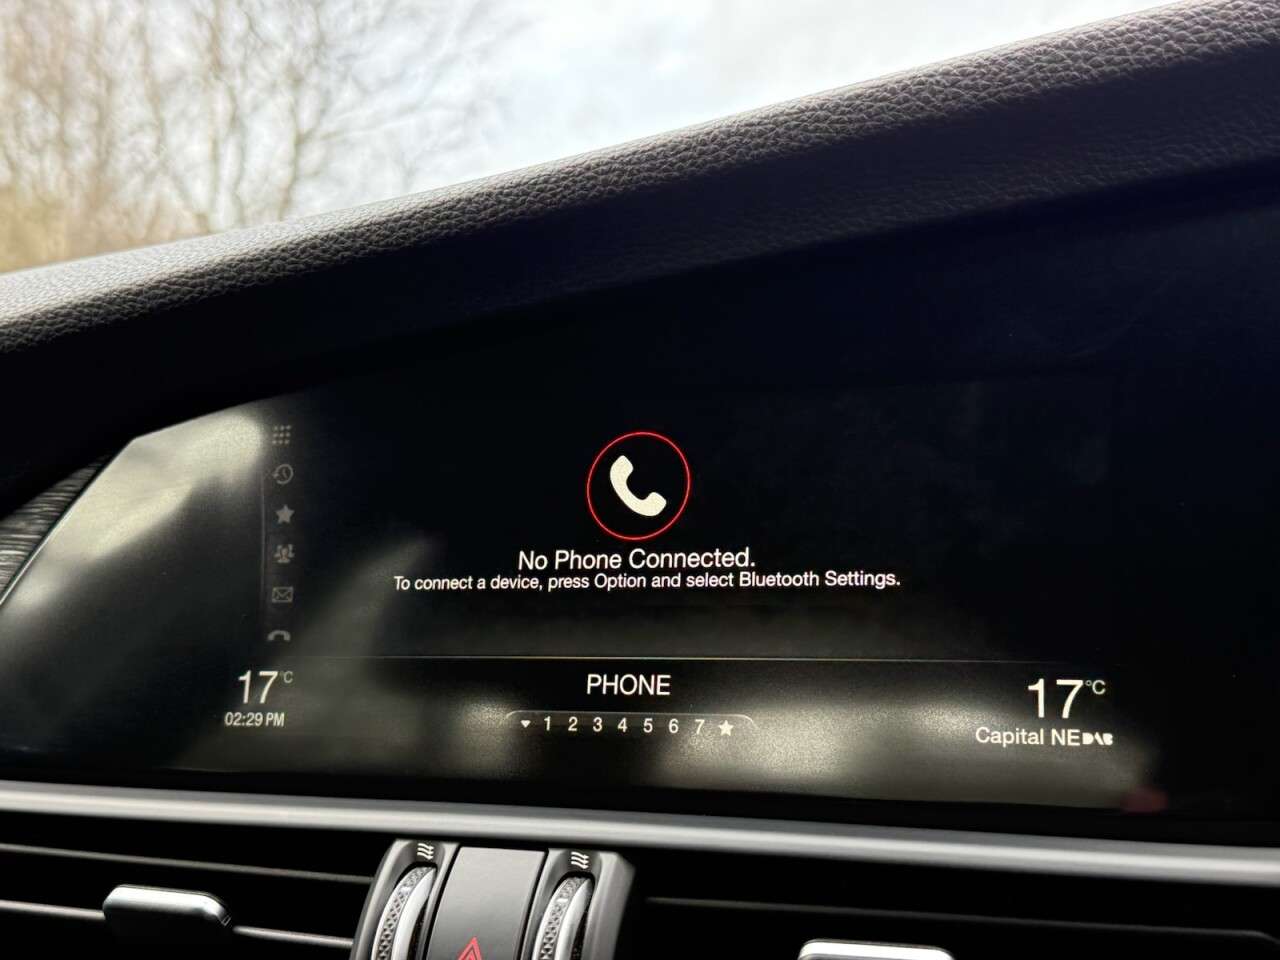 No Phone Connected.
To connect a device, press Option and select Bluetooth Settings.
17°C
PHONE
17°C
02:29 PM
1 2 3 4 5 6 7
Capital NE DAB